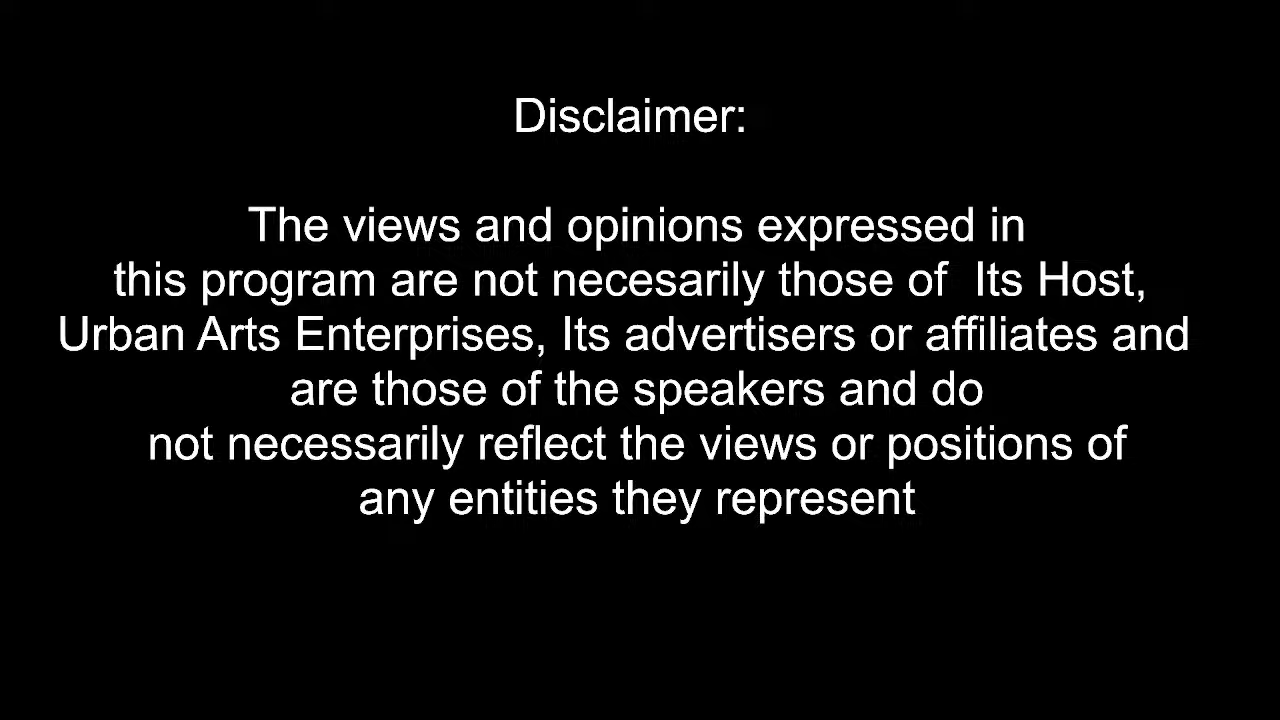 Disclaimer:
The views and opinions expressed in
this program are not necesarily those of  Its Host,
Urban Arts Enterprises, Its advertisers or affiliates and
are those of the speakers and do
not necessarily reflect the views or positions of
any entities they represent